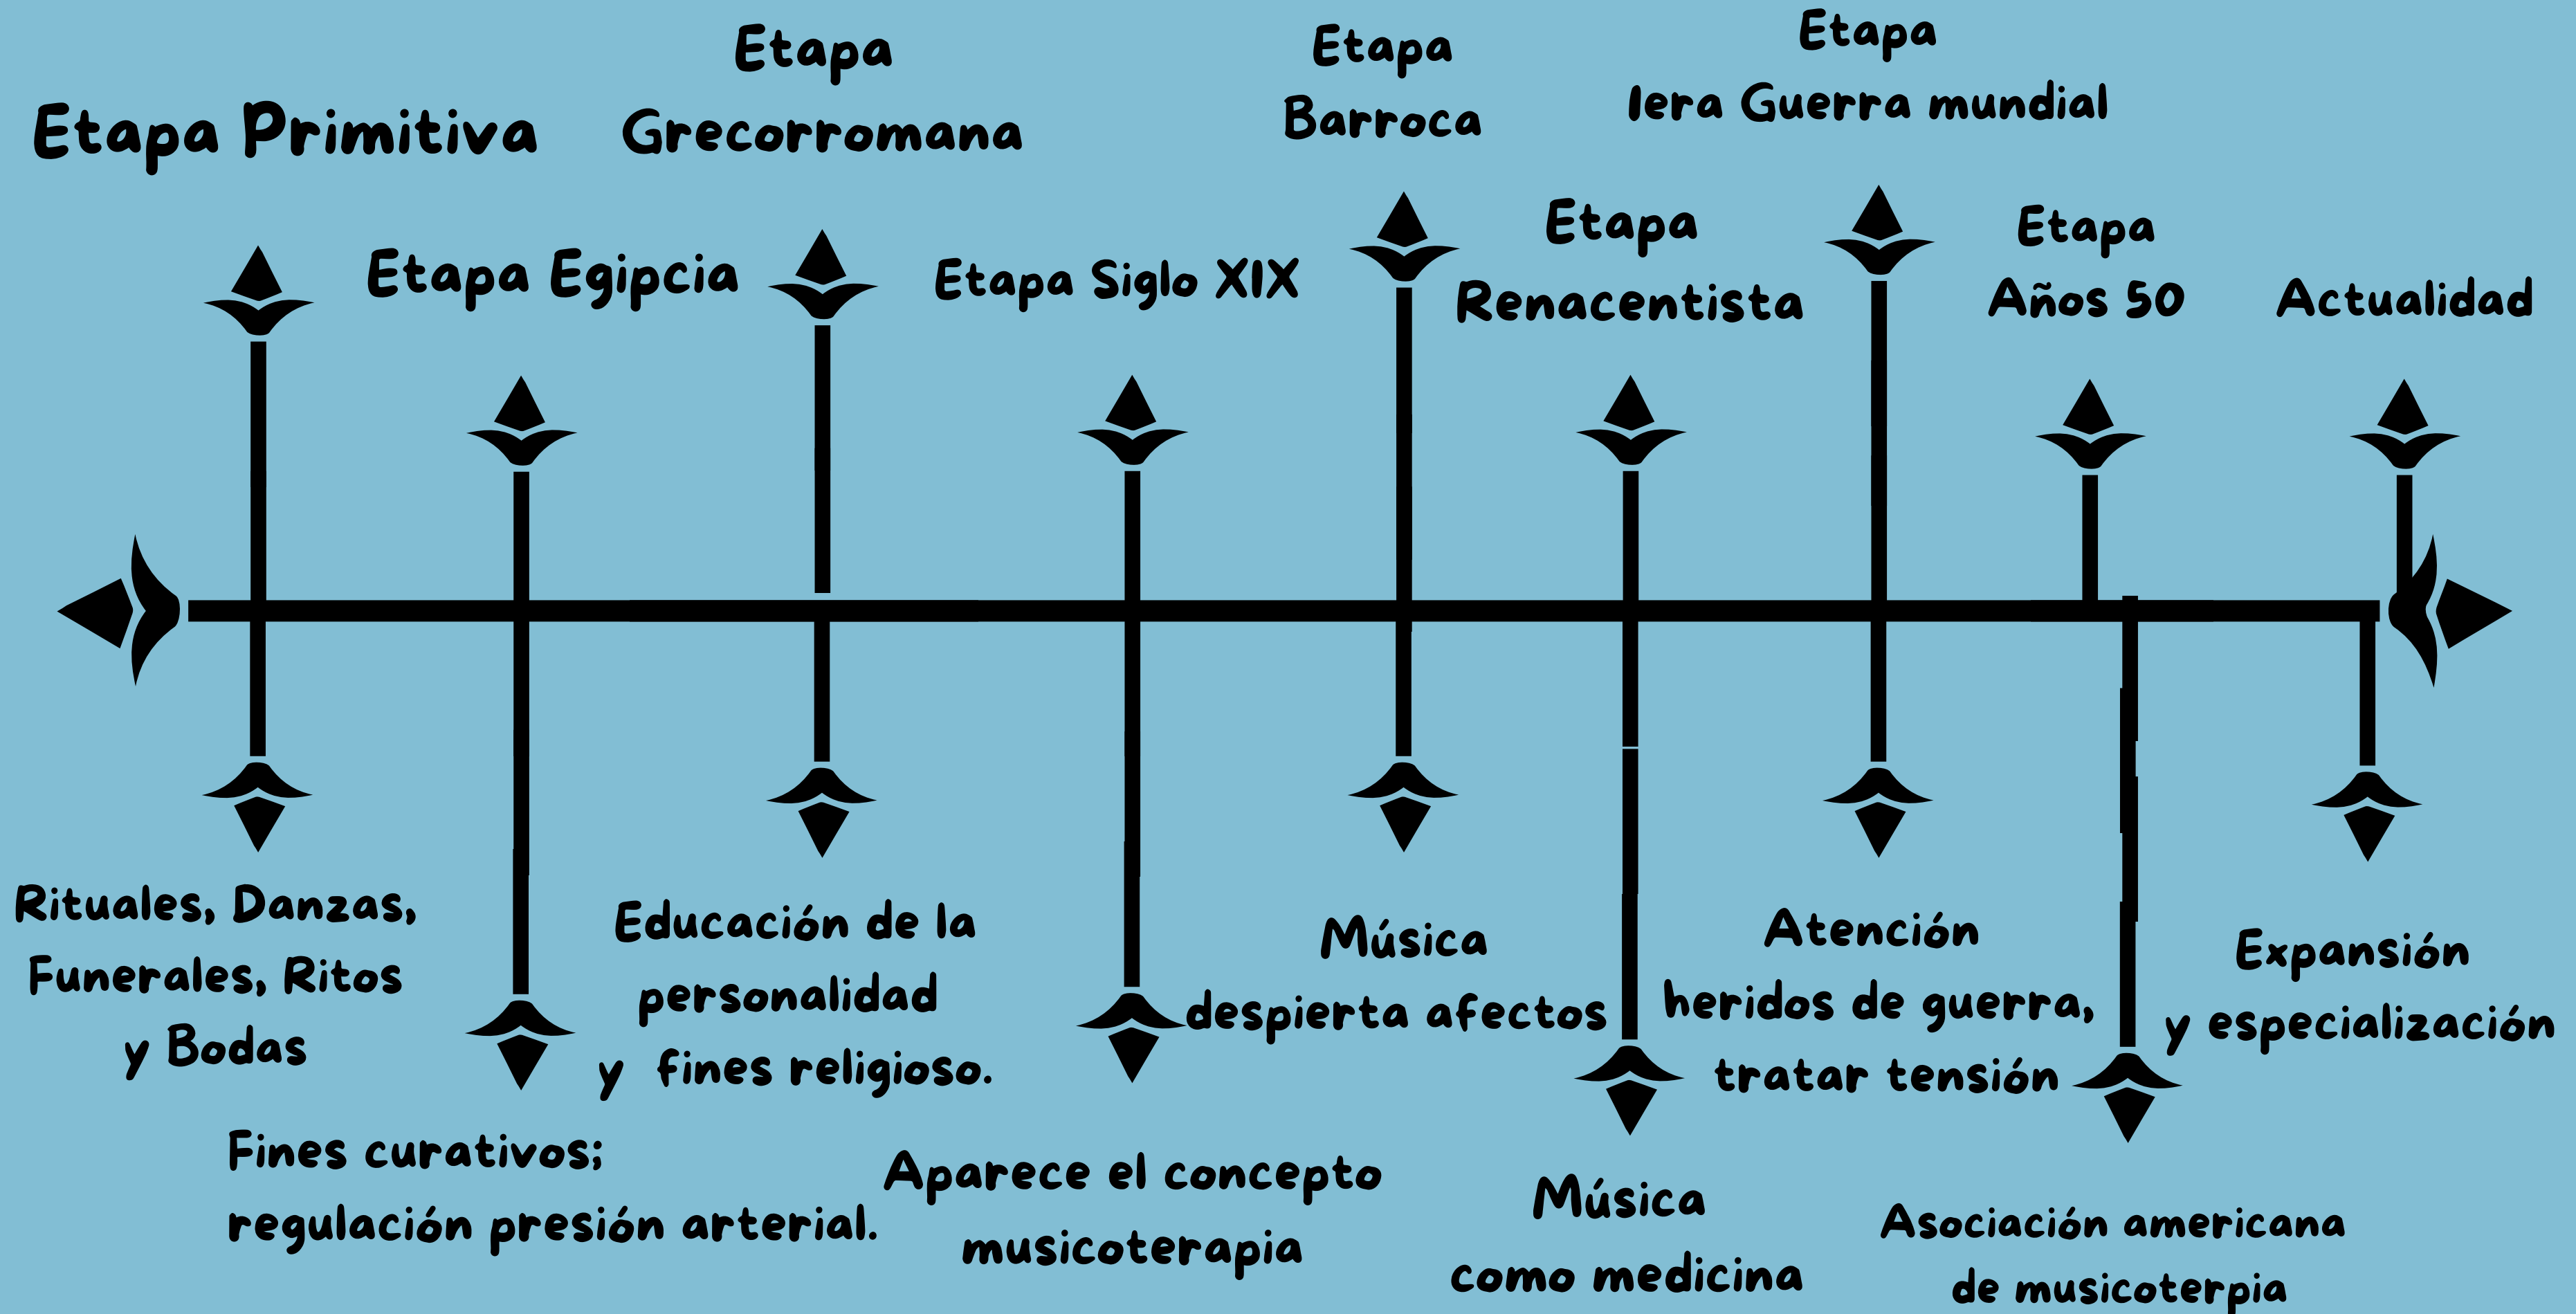 Etapa Primitiva
Etapa Egipcia
Etapa
Grecorromana
Etapa Siglo XIX
Etapa
Barroca
Etapa
Renacentista
Etapa
1era Guerra mundial
Etapa
Años 50
Actualidad
Rituales, Danzas,
Funerales, Ritos
y Bodas
Fines curativos;
regulación presión arterial.
Educación de la
personalidad
y fines religioso.
Aparece el concepto
musicoterapia
Música
despierta afectos
Música
como medicina
Atención
heridos de guerra,
tratar tensión
Asociación americana
de musicoterpia
Expansión
y especialización